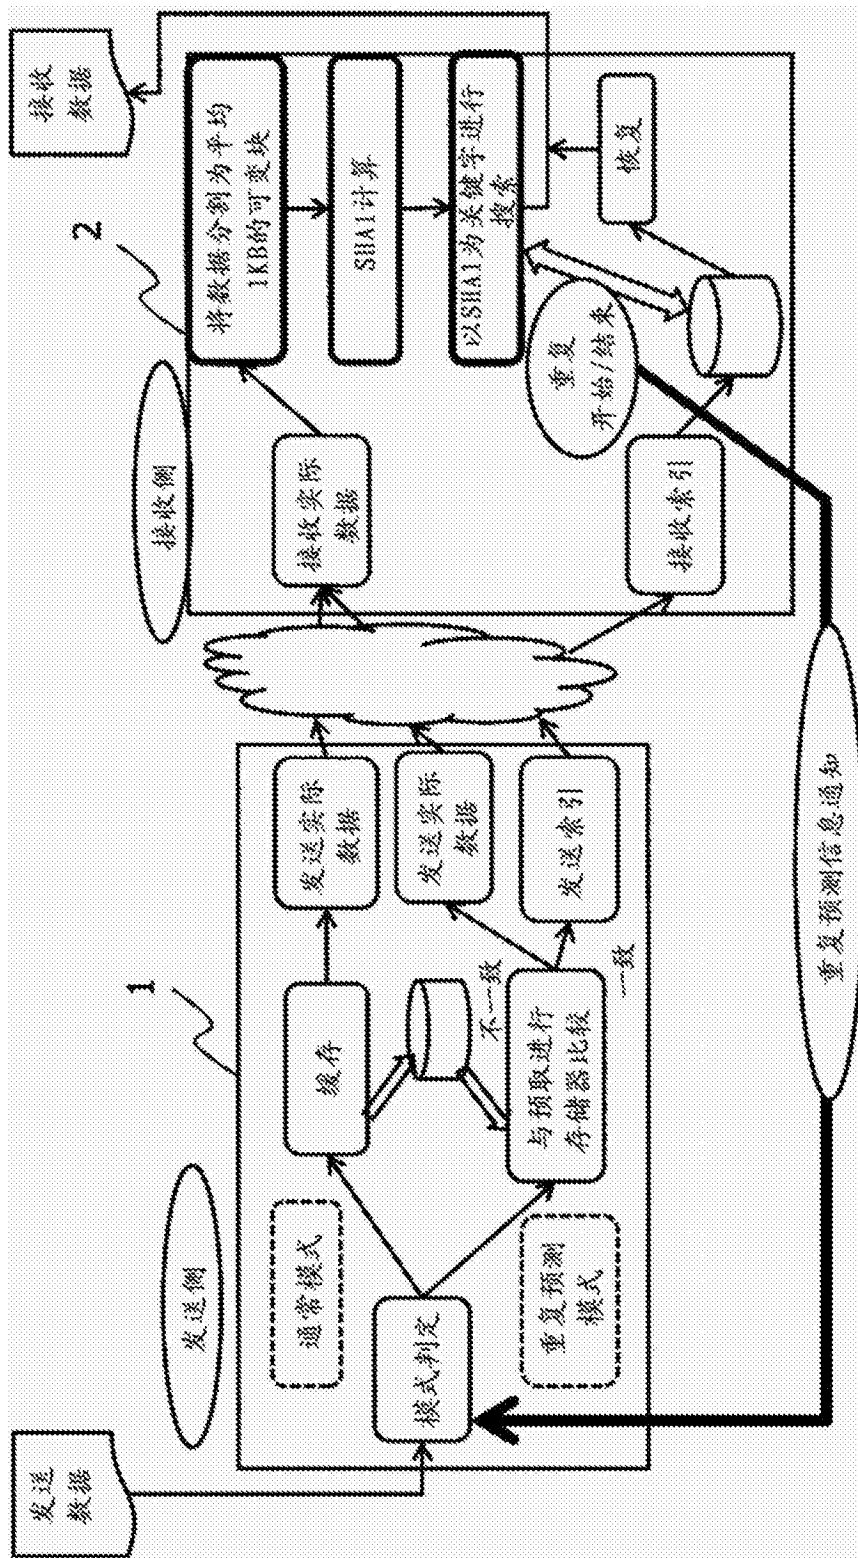 发送
数据
发送侧
1
通常模式
模式判定
重复预测
模式
缓存
不一致
与预取进行
存储器比较
一致
发送实际
数据
发送实际
数据
发送索引
接收侧
2
接收实际
数据
接收索引
将数据分割为平均
1KB的可变块
SHA1计算
以SHA1为关键字进行
搜索
重复
开始/结束
恢复
接收
数据
重复预测信息通知